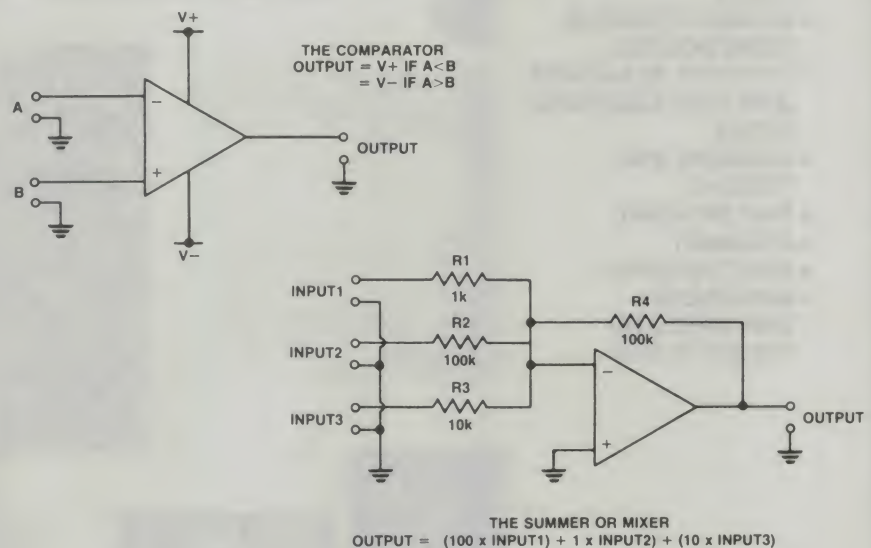 V+
THE COMPARATOR
OUTPUT = V+ IF A<B
= V− IF A>B
A
−
OUTPUT
B
+
V−
R1
INPUT1
1k
R4
R2
100k
INPUT2
100k
−
R3
INPUT3
10k
OUTPUT
+
THE SUMMER OR MIXER
OUTPUT = (100 x INPUT1) + 1 x INPUT2) + (10 x INPUT3)